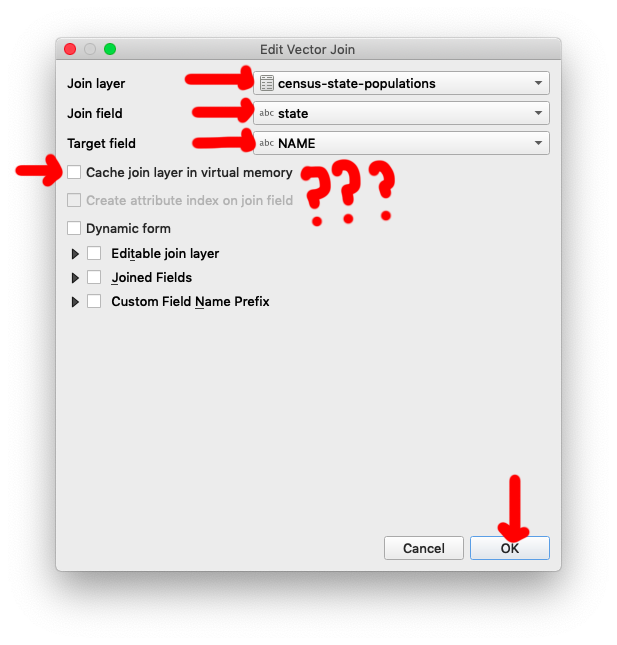 Edit Vector Join
Join layer census-state-populations
Join field abc state
Target field abc NAME
Cache join layer in virtual memory ???
Create attribute index on join field
Dynamic form
Editable join layer
Joined Fields
Custom Field Name Prefix
Cancel OK